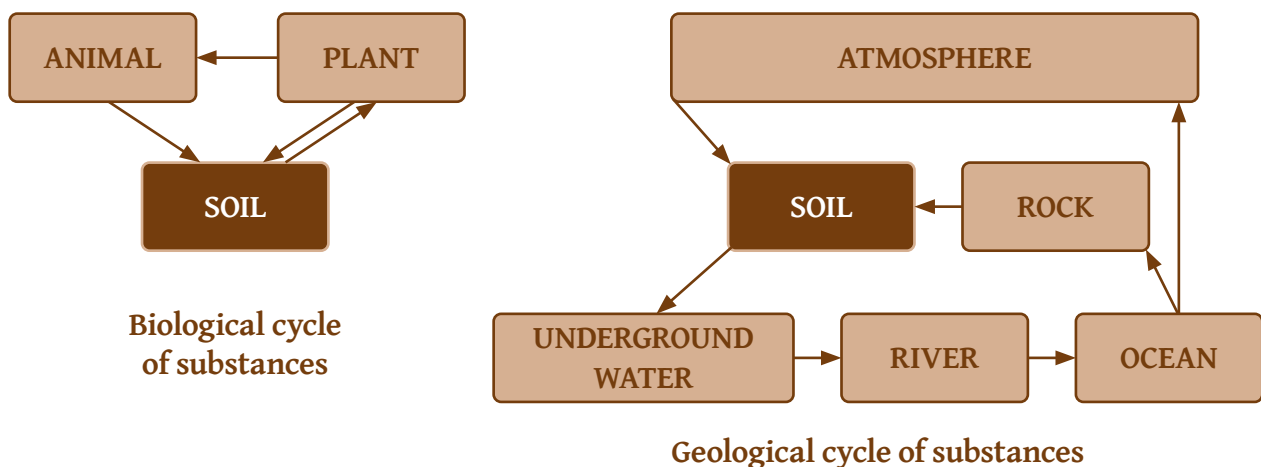 ANIMAL
PLANT
SOIL
Biological cycle
of substances
ATMOSPHERE
SOIL
ROCK
UNDERGROUND
WATER
RIVER
OCEAN
Geological cycle of substances